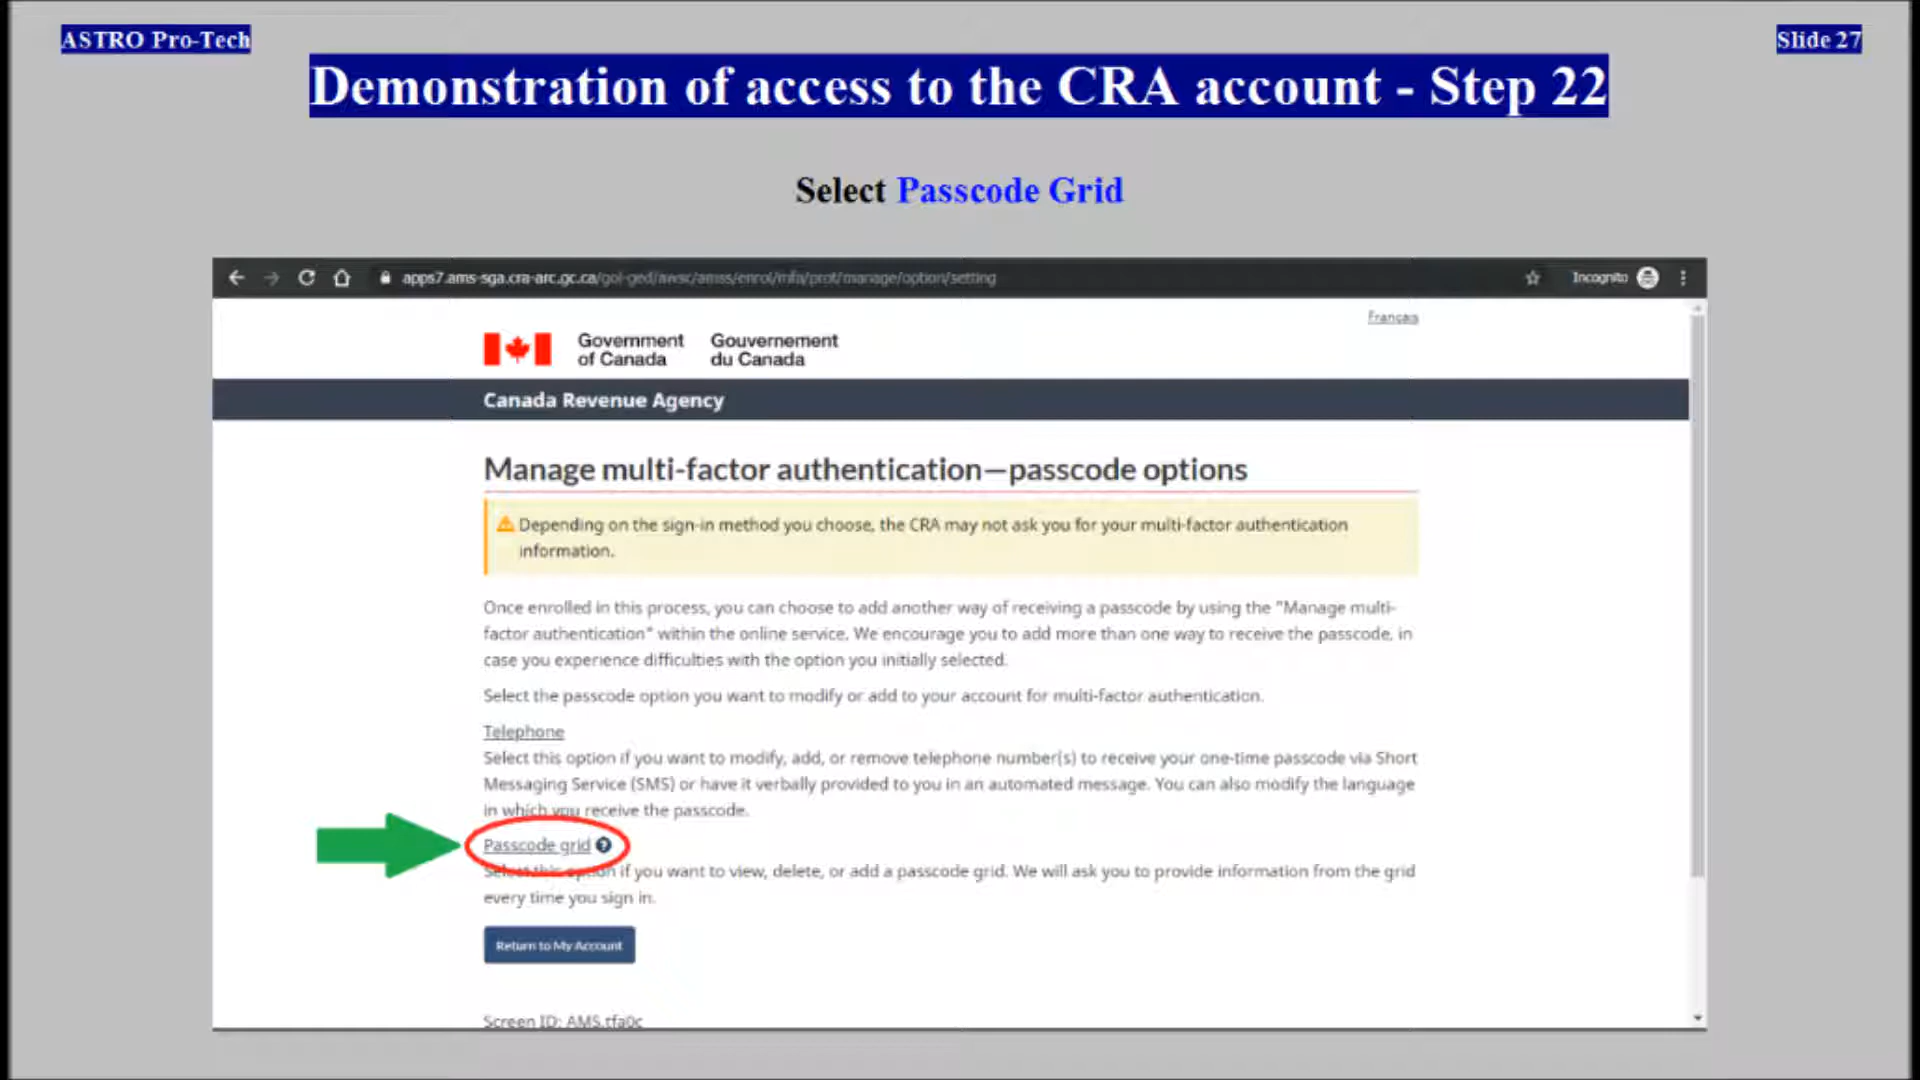 ASTRO Pro-Tech
Slide 27
Demonstration of access to the CRA account - Step 22
Select Passcode Grid
apps7.ams-sga.cra-arc.gc.ca/gol-ged/awsc/amss/enrol/mfa/prot/manage/option/setting
Incognito
Français
Government of Canada
Gouvernement du Canada
Canada Revenue Agency
Manage multi-factor authentication—passcode options
Depending on the sign-in method you choose, the CRA may not ask you for your multi-factor authentication
information.
Once enrolled in this process, you can choose to add another way of receiving a passcode by using the "Manage multi-
factor authentication" within the online service. We encourage you to add more than one way to receive the passcode, in
case you experience difficulties with the option you initially selected.
Select the passcode option you want to modify or add to your account for multi-factor authentication.
Telephone
Select this option if you want to modify, add, or remove telephone number(s) to receive your one-time passcode via Short
Messaging Service (SMS) or have it verbally provided to you in an automated message. You can also modify the language
in which you receive the passcode.
Passcode grid ?
Select this option if you want to view, delete, or add a passcode grid. We will ask you to provide information from the grid
every time you sign in.
Return to My Account
Screen ID: AMS.tfa0c